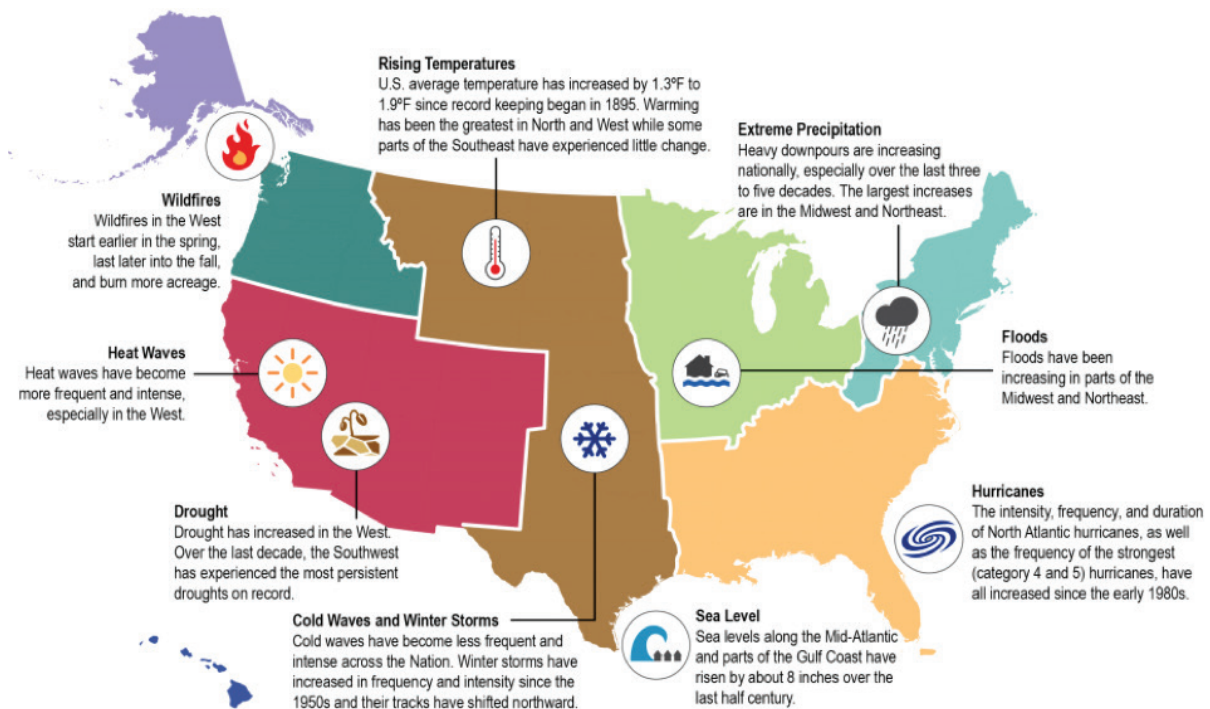 Rising Temperatures
U.S. average temperature has increased by 1.3ºF to
1.9ºF since record keeping began in 1895. Warming
has been the greatest in North and West while some
parts of the Southeast have experienced little change.
Extreme Precipitation
Heavy downpours are increasing
nationally, especially over the last three
to five decades. The largest increases
are in the Midwest and Northeast.
Wildfires
Wildfires in the West
start earlier in the spring,
last later into the fall,
and burn more acreage.
Heat Waves
Heat waves have become
more frequent and intense,
especially in the West.
Floods
Floods have been
increasing in parts of the
Midwest and Northeast.
Drought
Drought has increased in the West.
Over the last decade, the Southwest
has experienced the most persistent
droughts on record.
Hurricanes
The intensity, frequency, and duration
of North Atlantic hurricanes, as well
as the frequency of the strongest
(category 4 and 5) hurricanes, have
all increased since the early 1980s.
Cold Waves and Winter Storms
Cold waves have become less frequent and
intense across the Nation. Winter storms have
increased in frequency and intensity since the
1950s and their tracks have shifted northward.
Sea Level
Sea levels along the Mid-Atlantic
and parts of the Gulf Coast have
risen by about 8 inches over the
last half century.